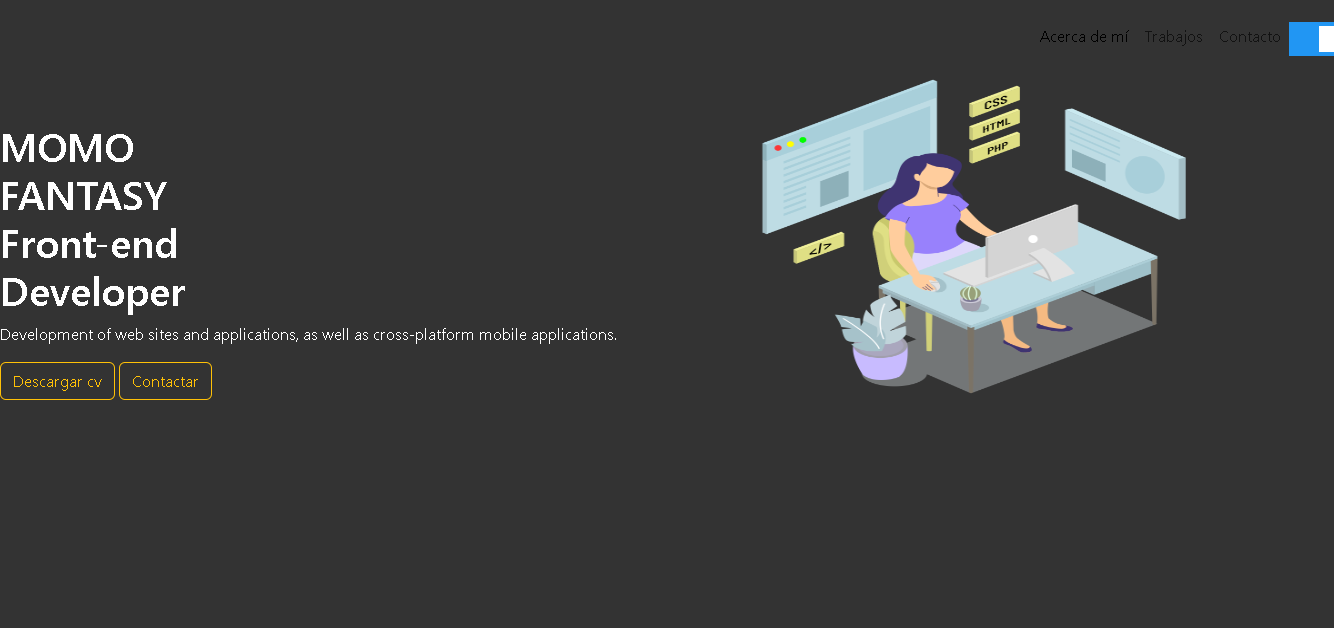 Acerca de mí Trabajos Contacto
CSS
HTML
PHP
</>
MOMO
FANTASY
Front-end
Developer
Development of web sites and applications, as well as cross-platform mobile applications.
Descargar cv Contactar